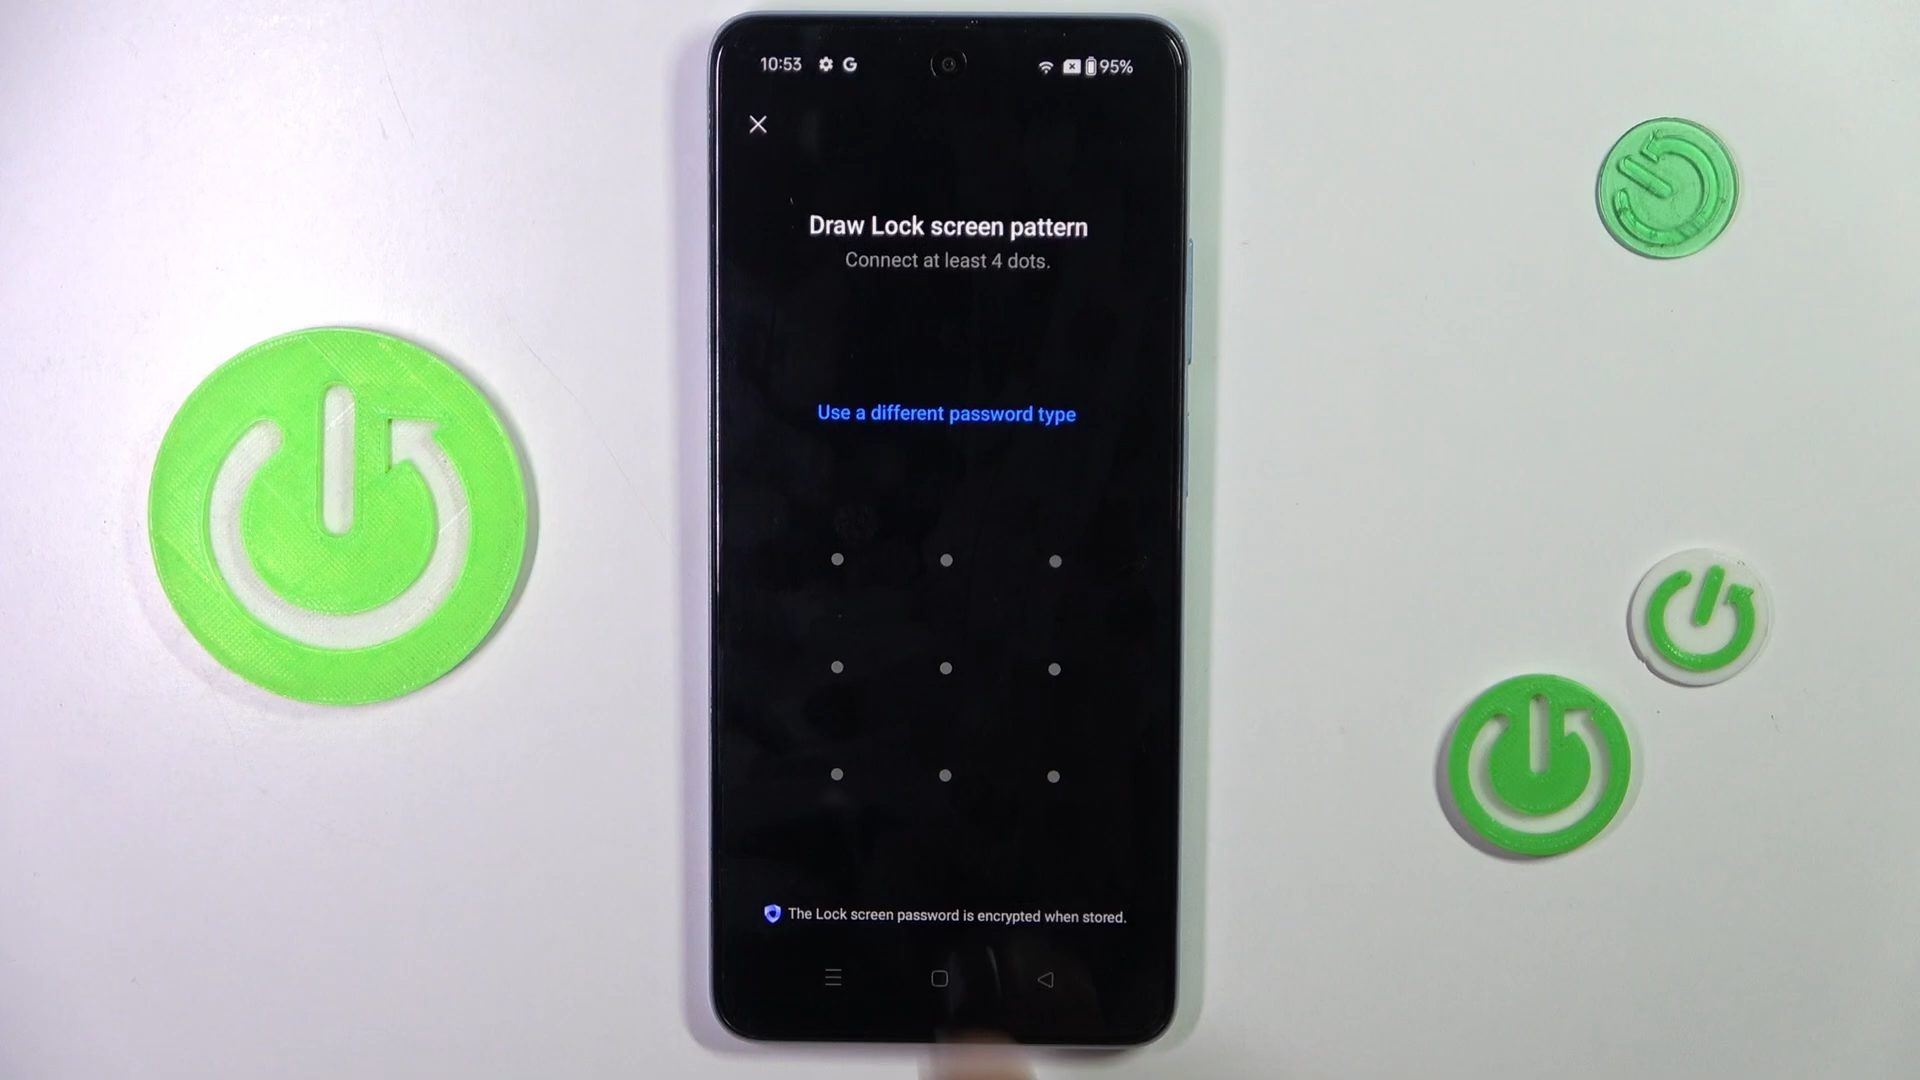 10:53 G 95%
Draw Lock screen pattern
Connect at least 4 dots.
Use a different password type
The Lock screen password is encrypted when stored.